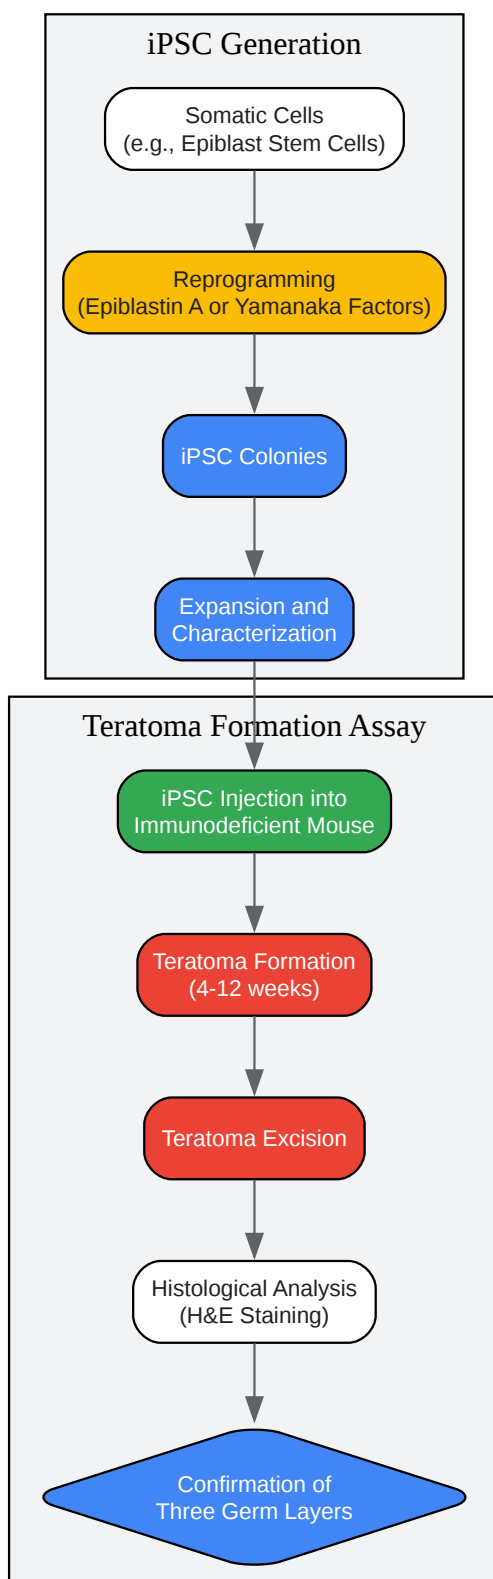 iPSC Generation
Somatic Cells
(e.g., Epiblast Stem Cells)
Reprogramming
(Epiblastin A or Yamanaka Factors)
iPSC Colonies
Expansion and
Characterization
Teratoma Formation Assay
iPSC Injection into
Immunodeficient Mouse
Teratoma Formation
(4-12 weeks)
Teratoma Excision
Histological Analysis
(H&E Staining)
Confirmation of
Three Germ Layers